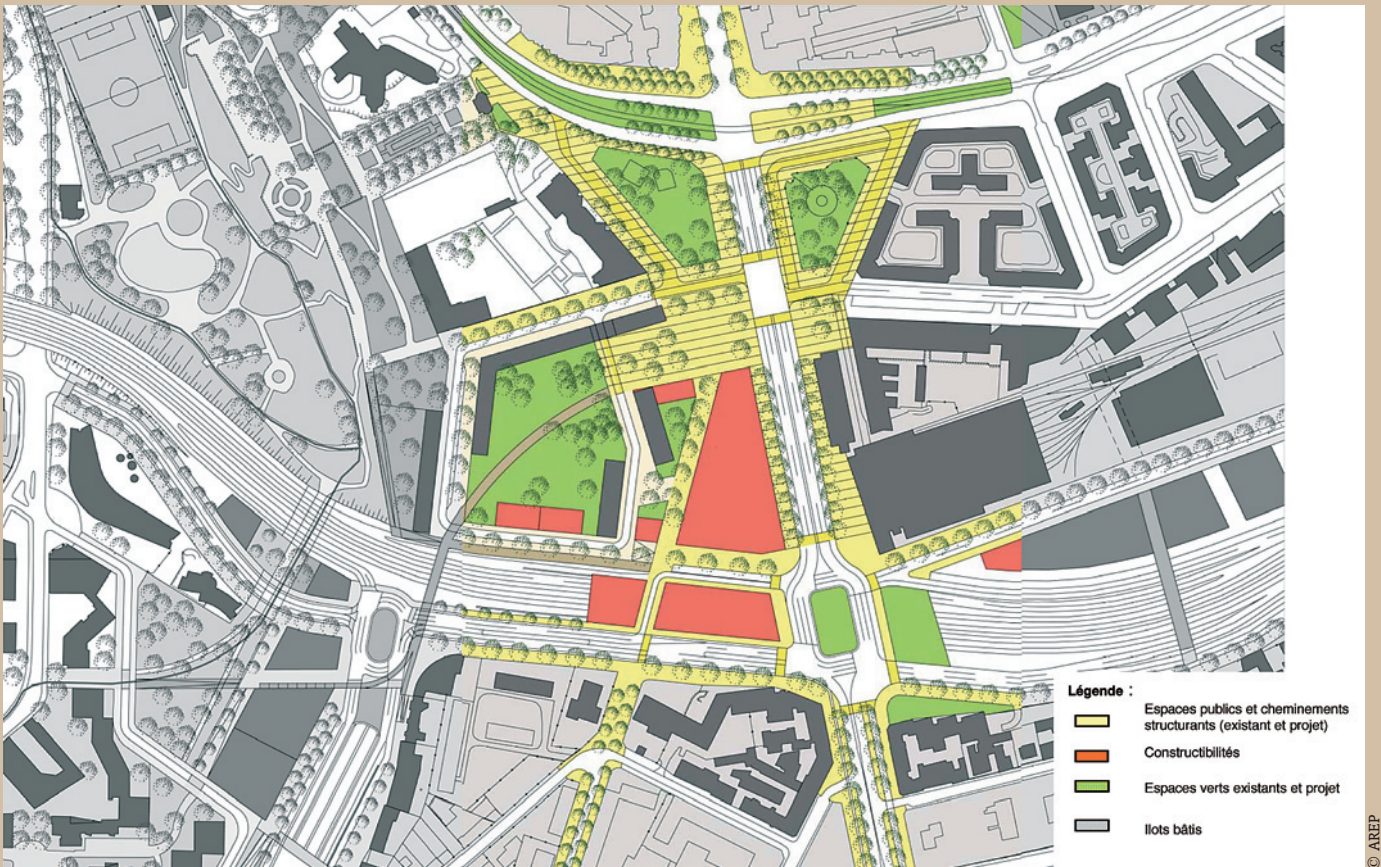 Légende :
Espaces publics et cheminements
structurants (existant et projet)
Constructibilités
Espaces verts existants et projet
Ilots bâtis
© AREP